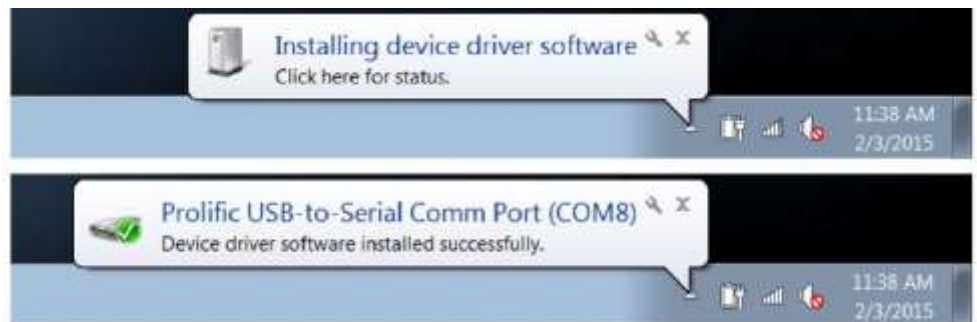 Installing device driver software
Click here for status.
11:38 AM
2/3/2015
Prolific USB-to-Serial Comm Port (COM8)
Device driver software installed successfully.
11:38 AM
2/3/2015